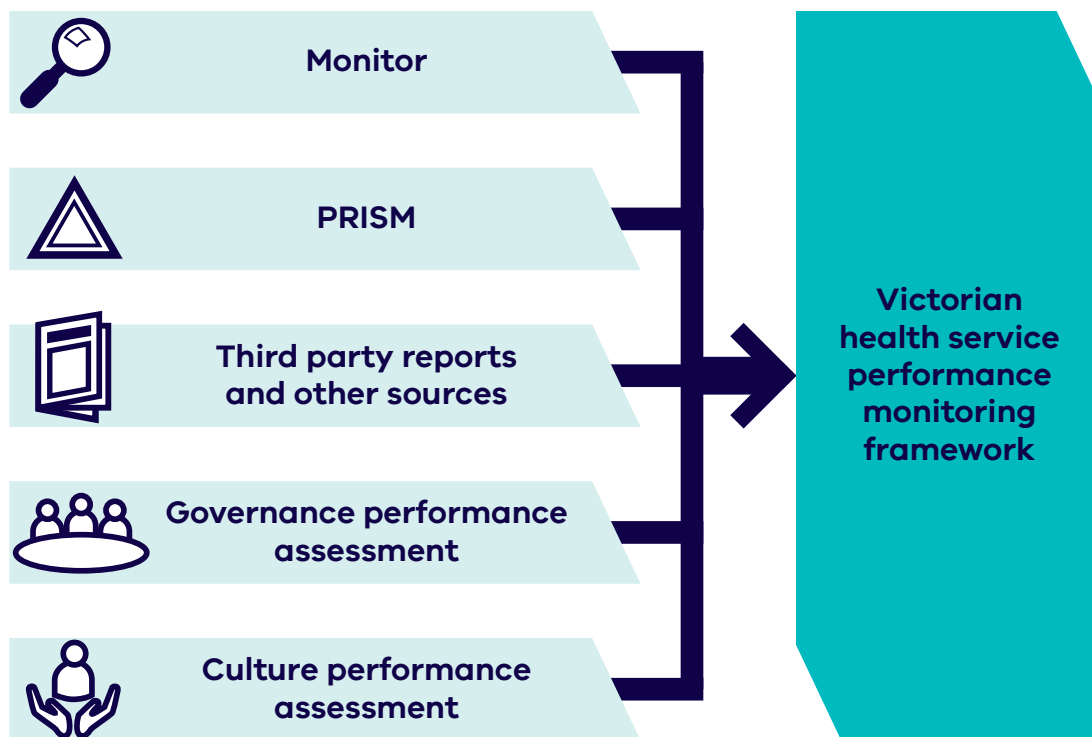 Monitor
PRISM
Third party reports
and other sources
Governance performance
assessment
Culture performance
assessment
Victorian
health service
performance
monitoring
framework